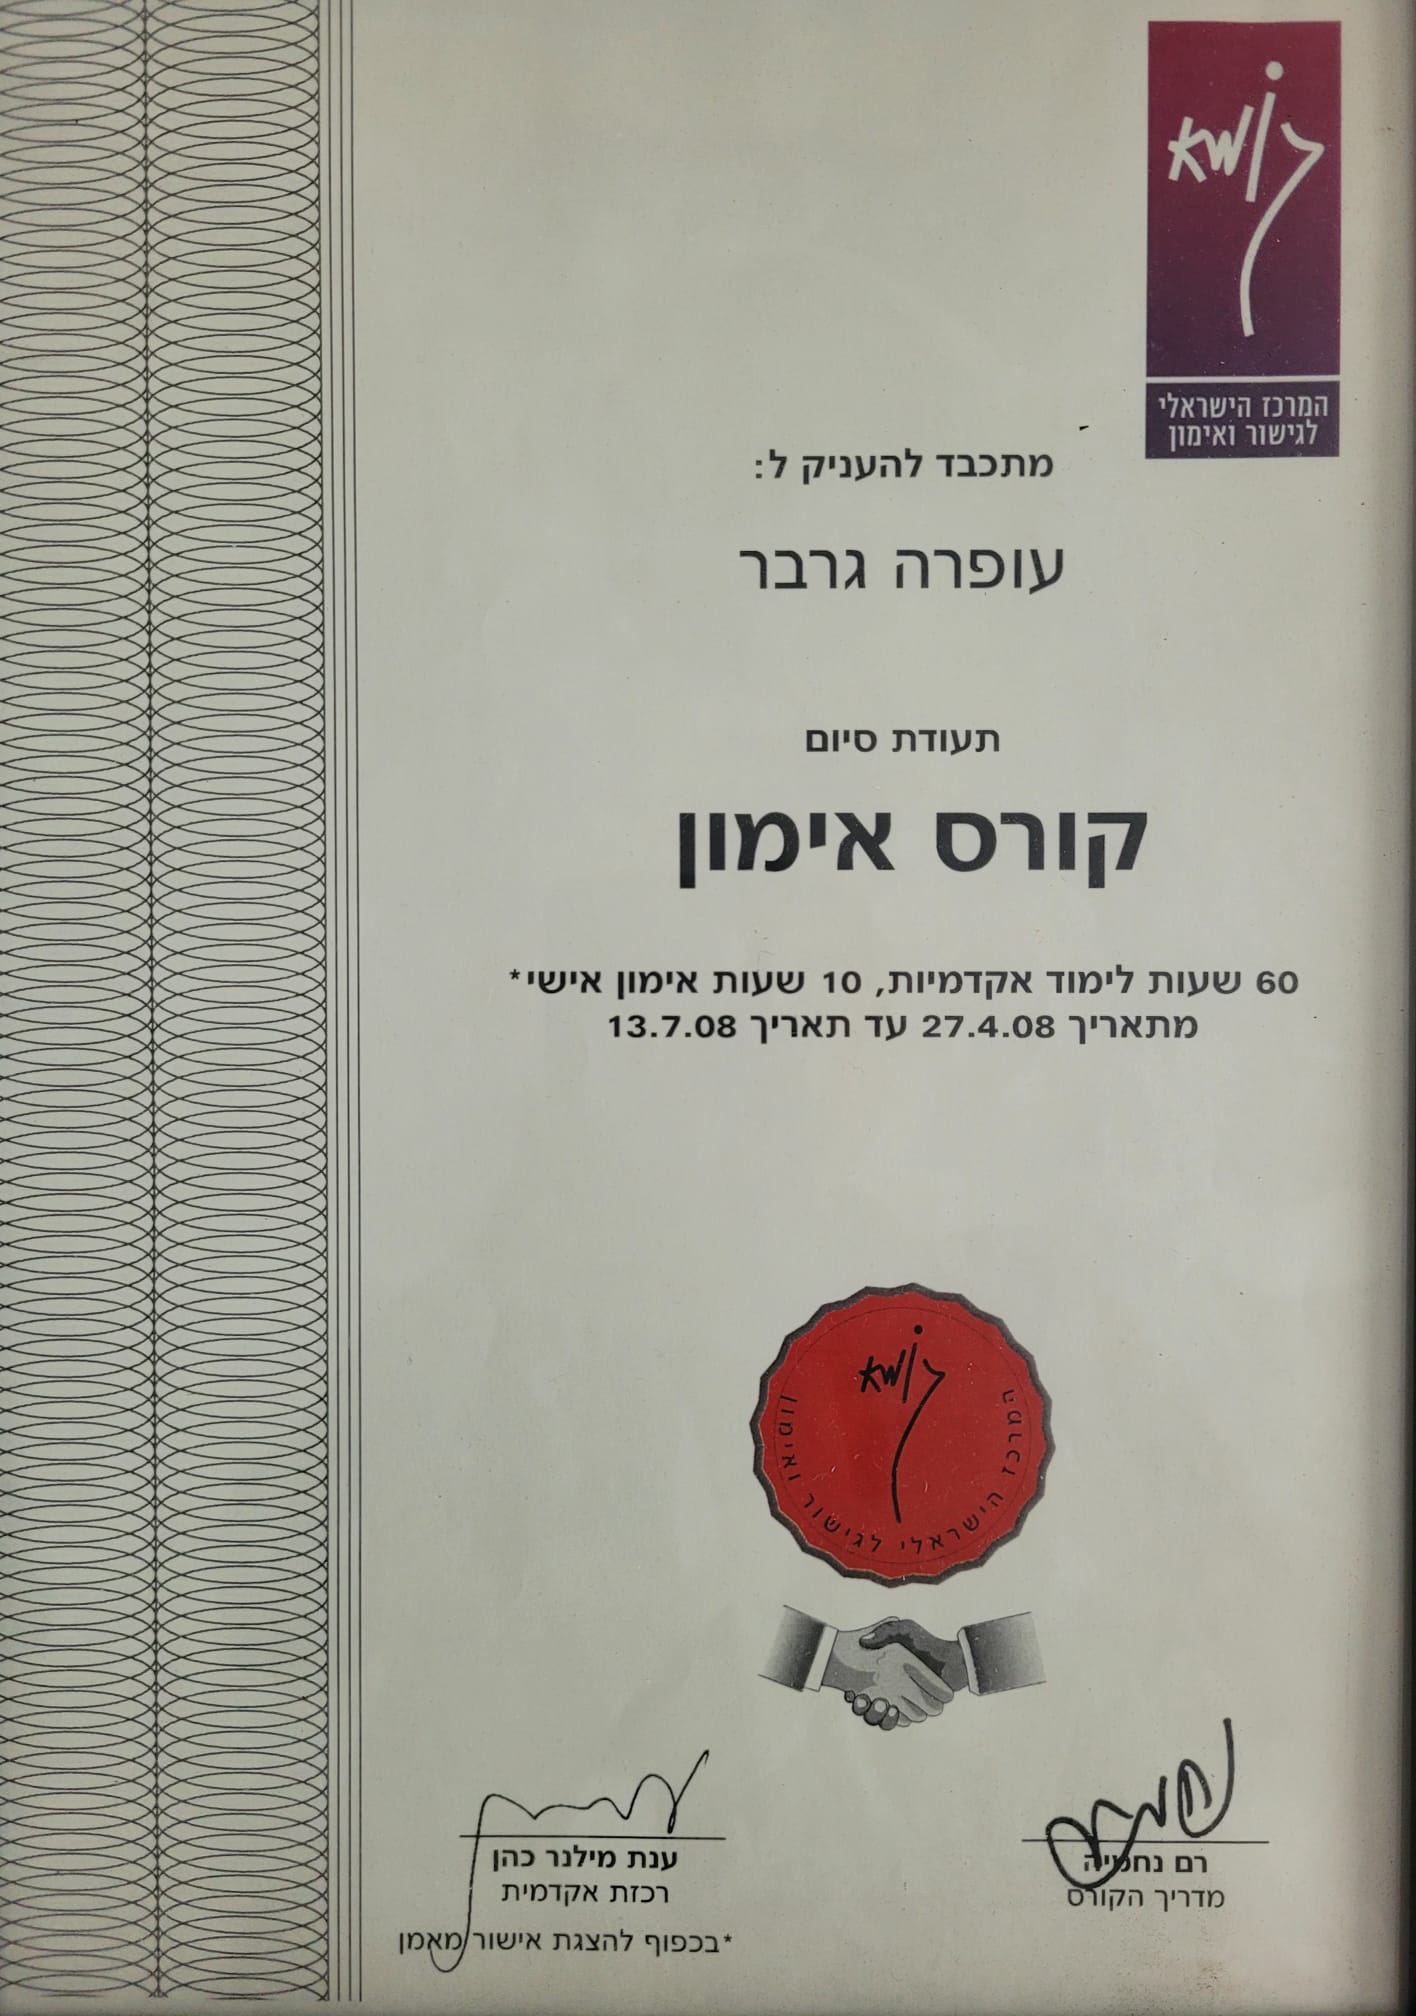 גושא
המרכז הישראלי
לגישור ואימון
מתכבד להעניק ל:
עופרה גרבר
תעודת סיום
קורס אימון
60 שעות לימוד אקדמיות, 10 שעות אימון אישי*
מתאריך 27.4.08 עד תאריך 13.7.08
המרכז הישראלי לגישור ואימון
רם נחמיה
מדריך הקורס
ענת מילנר כהן
רכזת אקדמית
*בכפוף להצגת אישור מאמן